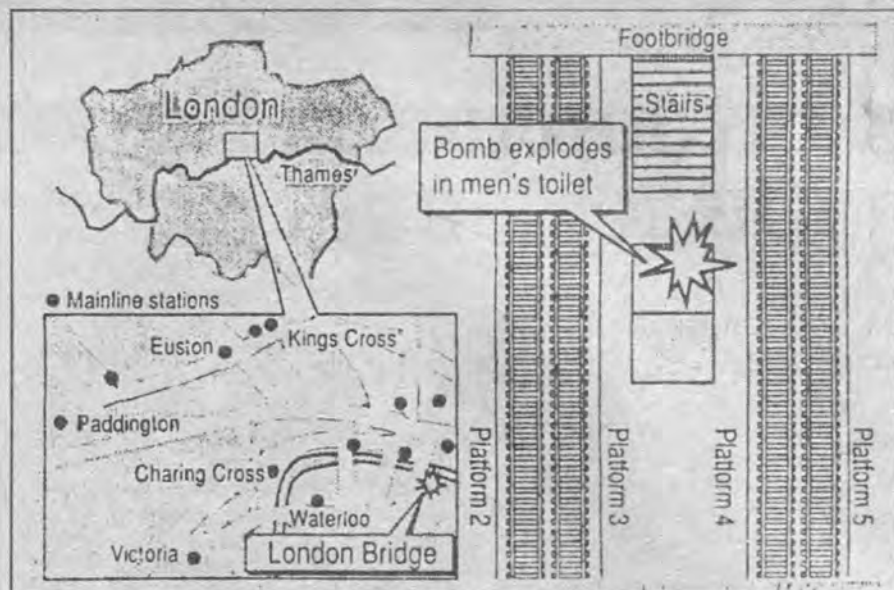 London
Thames
Mainline stations
Euston
Kings Cross
Paddington
Charing Cross
Waterloo
Victoria
London Bridge
Footbridge
Stairs
Bomb explodes
in men's toilet
Platform 2
Platform 3
Platform 4
Platform 5